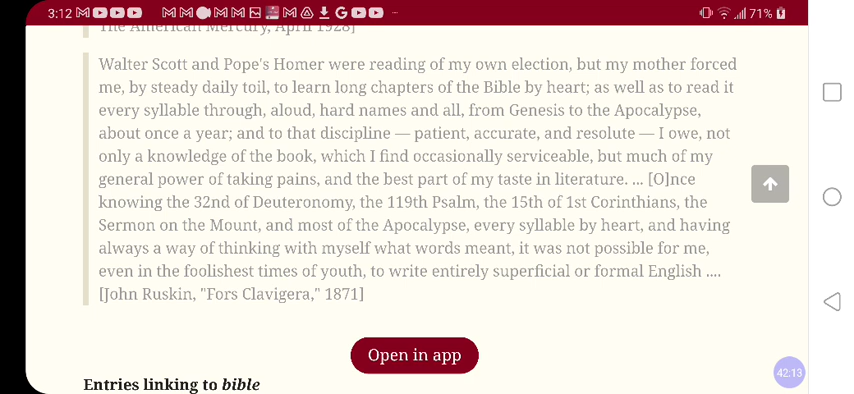 3:12
71%
The American Mercury, April 1928]
Walter Scott and Pope's Homer were reading of my own election, but my mother forced
me, by steady daily toil, to learn long chapters of the Bible by heart; as well as to read it
every syllable through, aloud, hard names and all, from Genesis to the Apocalypse,
about once a year; and to that discipline — patient, accurate, and resolute — I owe, not
only a knowledge of the book, which I find occasionally serviceable, but much of my
general power of taking pains, and the best part of my taste in literature. ... [O]nce
knowing the 32nd of Deuteronomy, the 119th Psalm, the 15th of 1st Corinthians, the
Sermon on the Mount, and most of the Apocalypse, every syllable by heart, and having
always a way of thinking with myself what words meant, it was not possible for me,
even in the foolishest times of youth, to write entirely superficial or formal English ....
[John Ruskin, "Fors Clavigera," 1871]
Open in app
42:13
Entries linking to bible